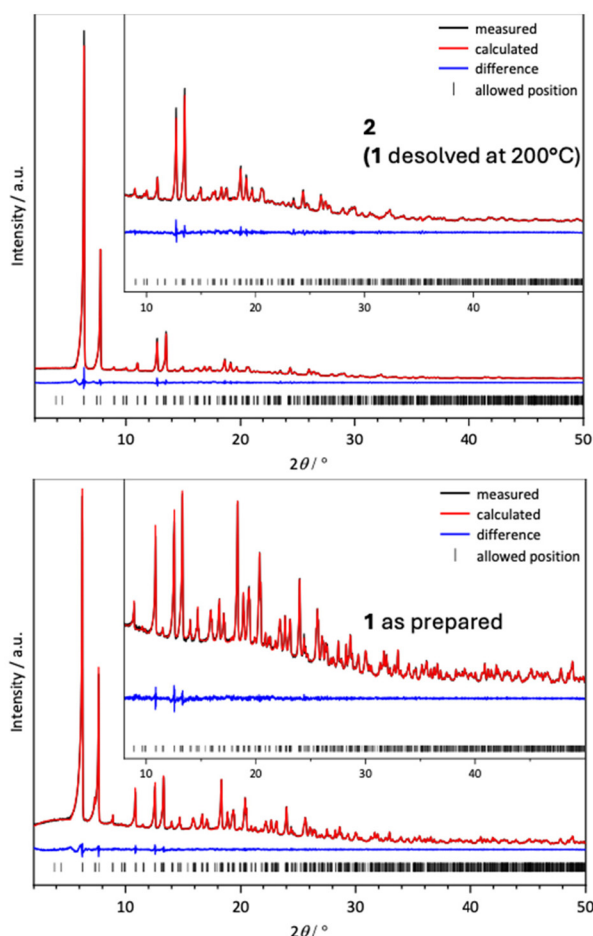 measured
calculated
difference
allowed position
2
(1 desolved at 200°C)
Intensity / a.u.
10 20 30 40
10 20 30 40 50
2θ / °
measured
calculated
difference
allowed position
1 as prepared
Intensity / a.u.
10 20 30 40
10 20 30 40 50
2θ / °